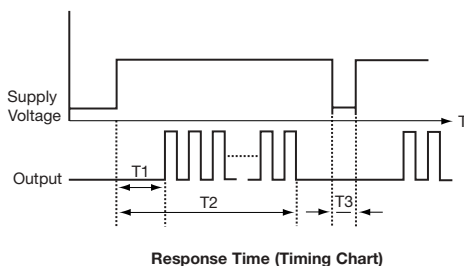 Supply
Voltage
T
T1
Output
T2
T3
Response Time (Timing Chart)